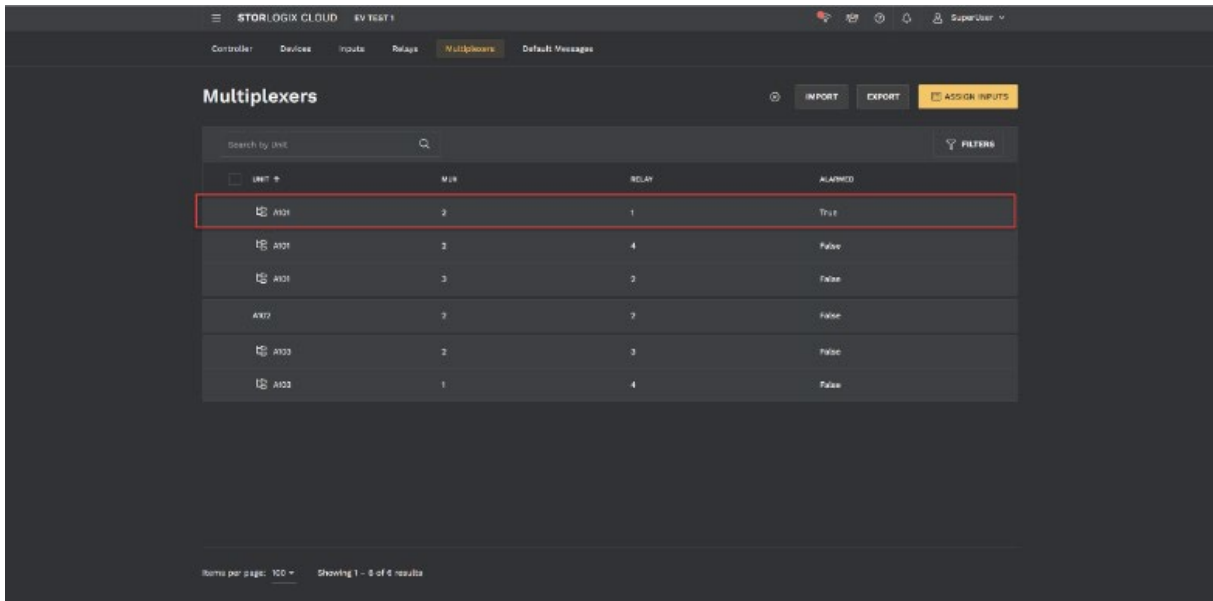 STORLOGIX CLOUD EV TEST 1 SuperUser
Controller Devices Inputs Relays Multiplexers Default Messages
Multiplexers IMPORT EXPORT ASSIGN INPUTS
Search by Unit FILTERS
UNIT MUX RELAY ALARMED
A101 2 1 True
A101 2 4 False
A101 3 2 False
A102 2 2 False
A103 2 3 False
A103 1 4 False
Items per page: 100 Showing 1 - 6 of 6 results